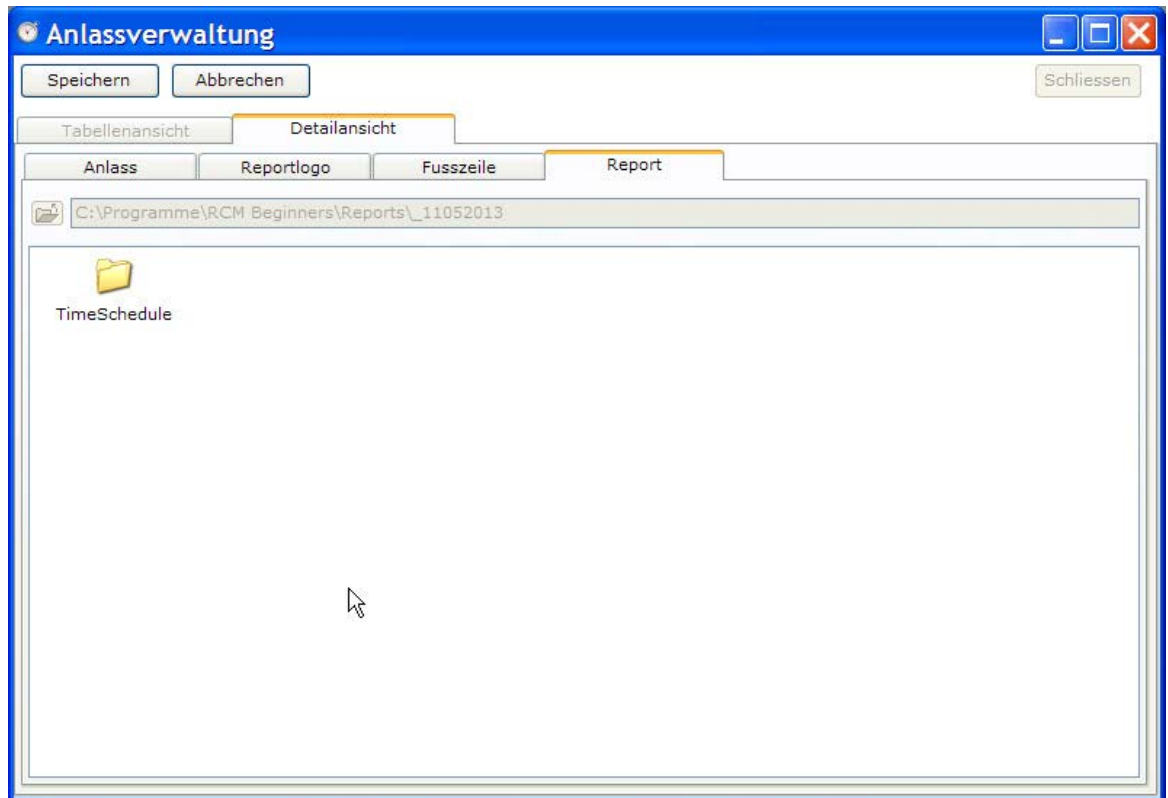 Anlassverwaltung
Speichern Abbrechen Schliessen
Tabellenansicht Detailansicht
Anlass Reportlogo Fusszeile Report
C:\Programme\RCM Beginners\Reports\_11052013
TimeSchedule